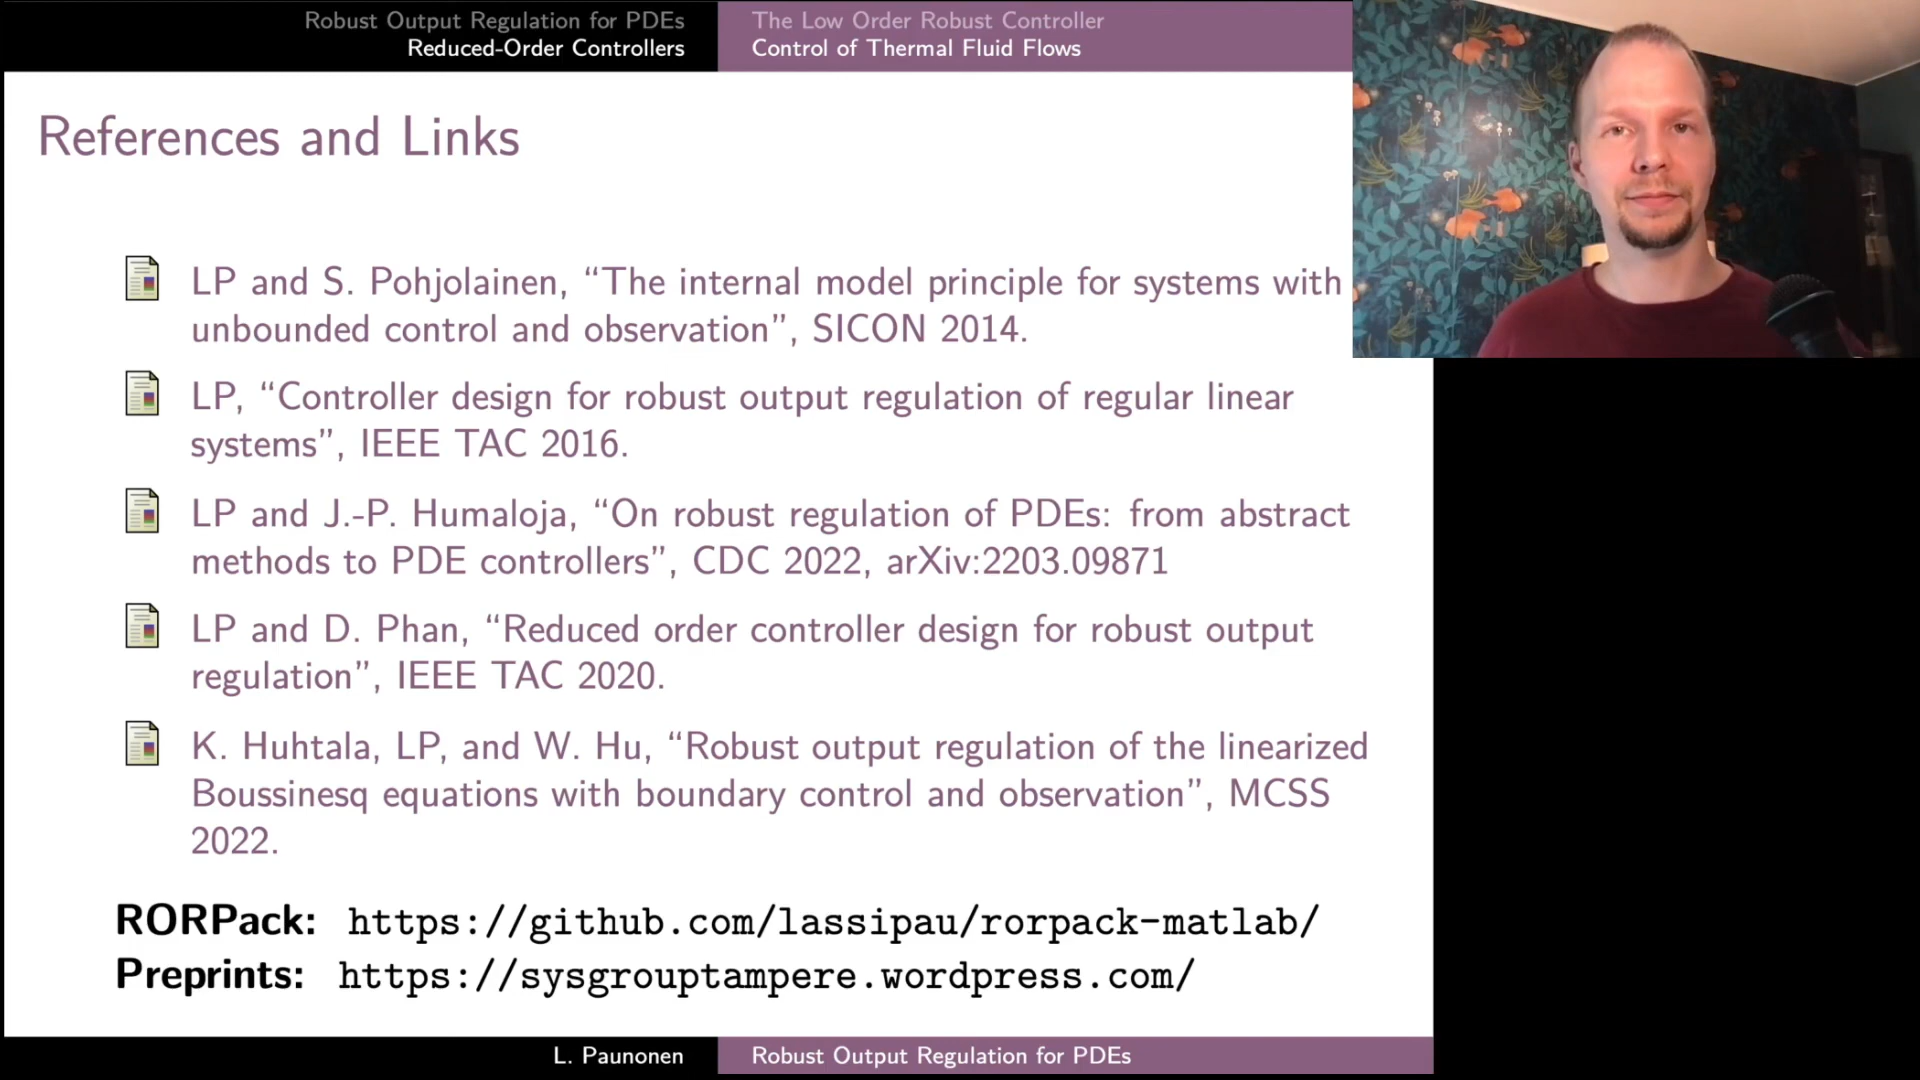 Robust Output Regulation for PDEs
Reduced-Order Controllers
The Low Order Robust Controller
Control of Thermal Fluid Flows
References and Links
LP and S. Pohjolainen, “The internal model principle for systems with
unbounded control and observation”, SICON 2014.
LP, “Controller design for robust output regulation of regular linear
systems”, IEEE TAC 2016.
LP and J.-P. Humaloja, “On robust regulation of PDEs: from abstract
methods to PDE controllers”, CDC 2022, arXiv:2203.09871
LP and D. Phan, “Reduced order controller design for robust output
regulation”, IEEE TAC 2020.
K. Huhtala, LP, and W. Hu, “Robust output regulation of the linearized
Boussinesq equations with boundary control and observation”, MCSS
2022.
RORPack: https://github.com/lassipau/rorpack-matlab/
Preprints: https://sysgrouptampere.wordpress.com/
L. Paunonen
Robust Output Regulation for PDEs